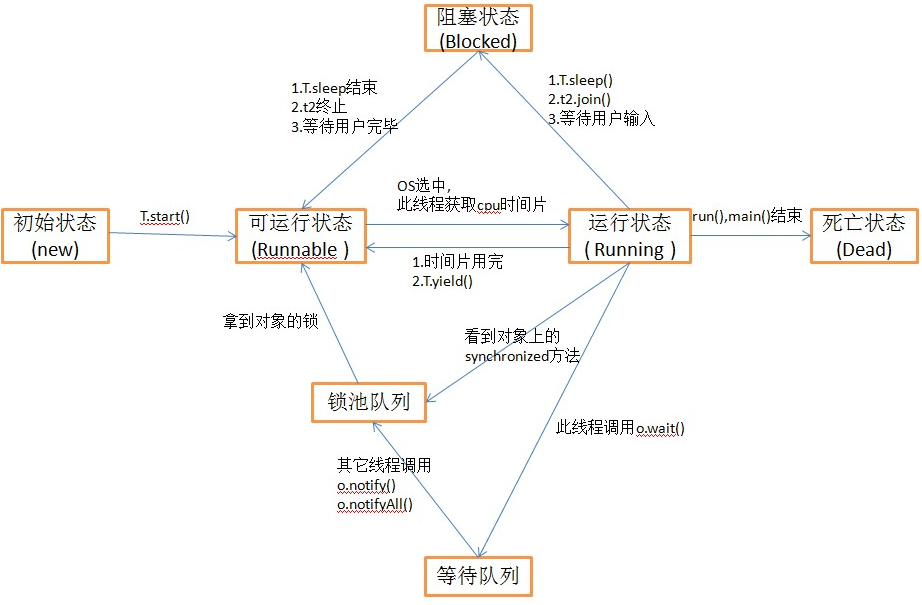 阻塞状态
(Blocked)
1.T.sleep结束
2.t2终止
3.等待用户完毕
1.T.sleep()
2.t2.join()
3.等待用户输入
初始状态
(new)
T.start()
可运行状态
(Runnable )
OS选中,
此线程获取cpu时间片
1.时间片用完
2.T.yield()
运行状态
( Running )
run(),main()结束
死亡状态
(Dead)
拿到对象的锁
看到对象上的
synchronized方法
锁池队列
此线程调用o.wait()
其它线程调用
o.notify()
o.notifyAll()
等待队列